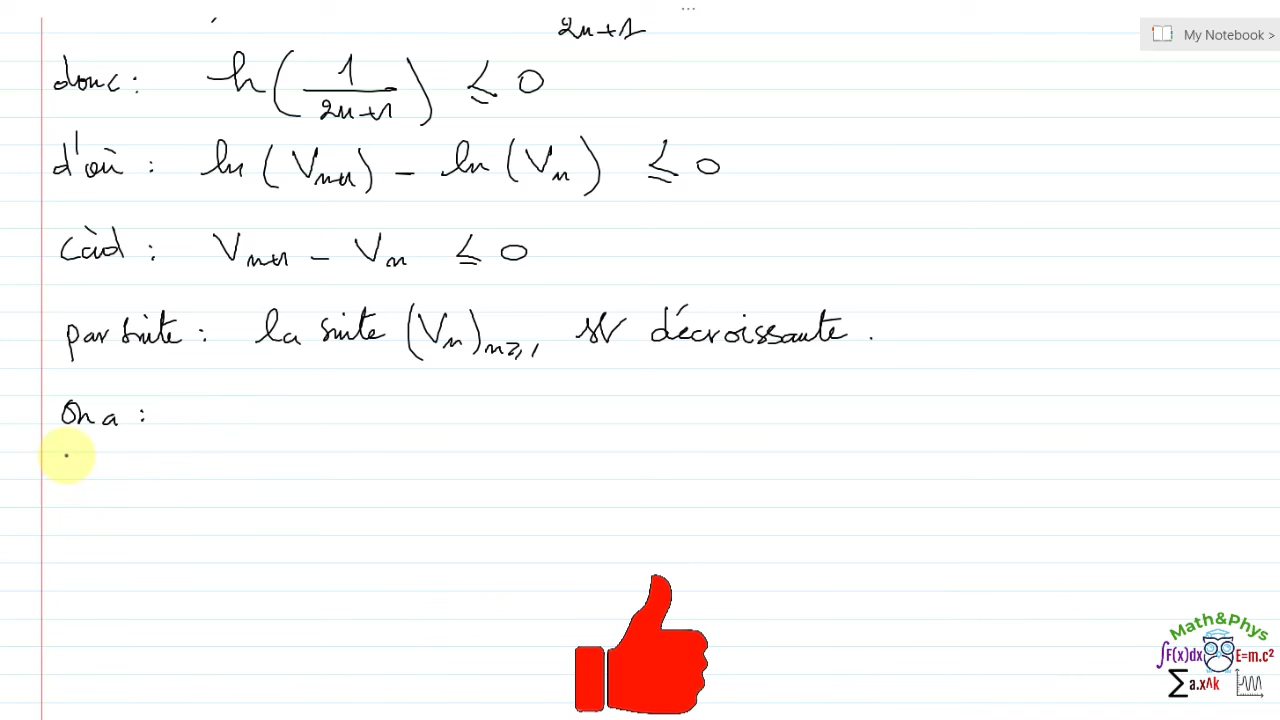 2n+1
My Notebook >
donc : h(1/(2n+1)) ≤ 0
d'où : ln(Vn+1) - ln(Vn) ≤ 0
càd : Vn+1 - Vn ≤ 0
par suite : la suite (Vn)n≥1 est décroissante.
On a :
Math&Phys
∫F(x)dx E=m.c²
∑ a.x∧k